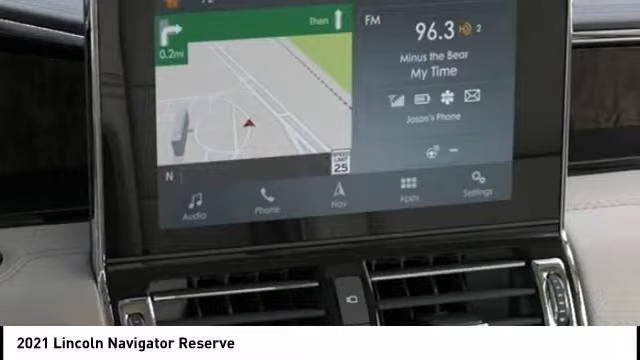 Then
0.2mi
FM
96.3 HD 2
Minus the Bear
My Time
Jason's Phone
SPEED
LIMIT
25
N
Audio
Phone
Nav
Apps
Settings
2021 Lincoln Navigator Reserve